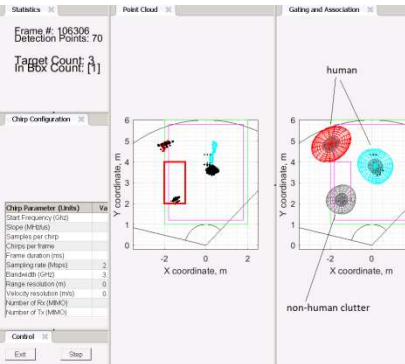 Statistics
Frame #: 106306
Detection Points: 70
Target Count: 3
In Box Count: [1]
Chirp Configuration
Chirp Parameter (Units) Va
Start Frequency (Ghz)
Slope (MHz/us)
Samples per chirp
Chirps per frame
Frame duration (ms)
Sampling rate (Msps) 2
Bandwidth (GHz) 3
Range resolution (m) 0
Velocity resolution (m/s) 0
Number of Rx (MIMO)
Number of Tx (MIMO)
Control
Exit Step
Point Cloud
6
5
4
3
2
1
0
Y coordinate, m
-2 0 2
X coordinate, m
Gating and Association
human
6
5
4
3
2
1
0
Y coordinate, m
-2 0
X coordinate, m
non-human clutter